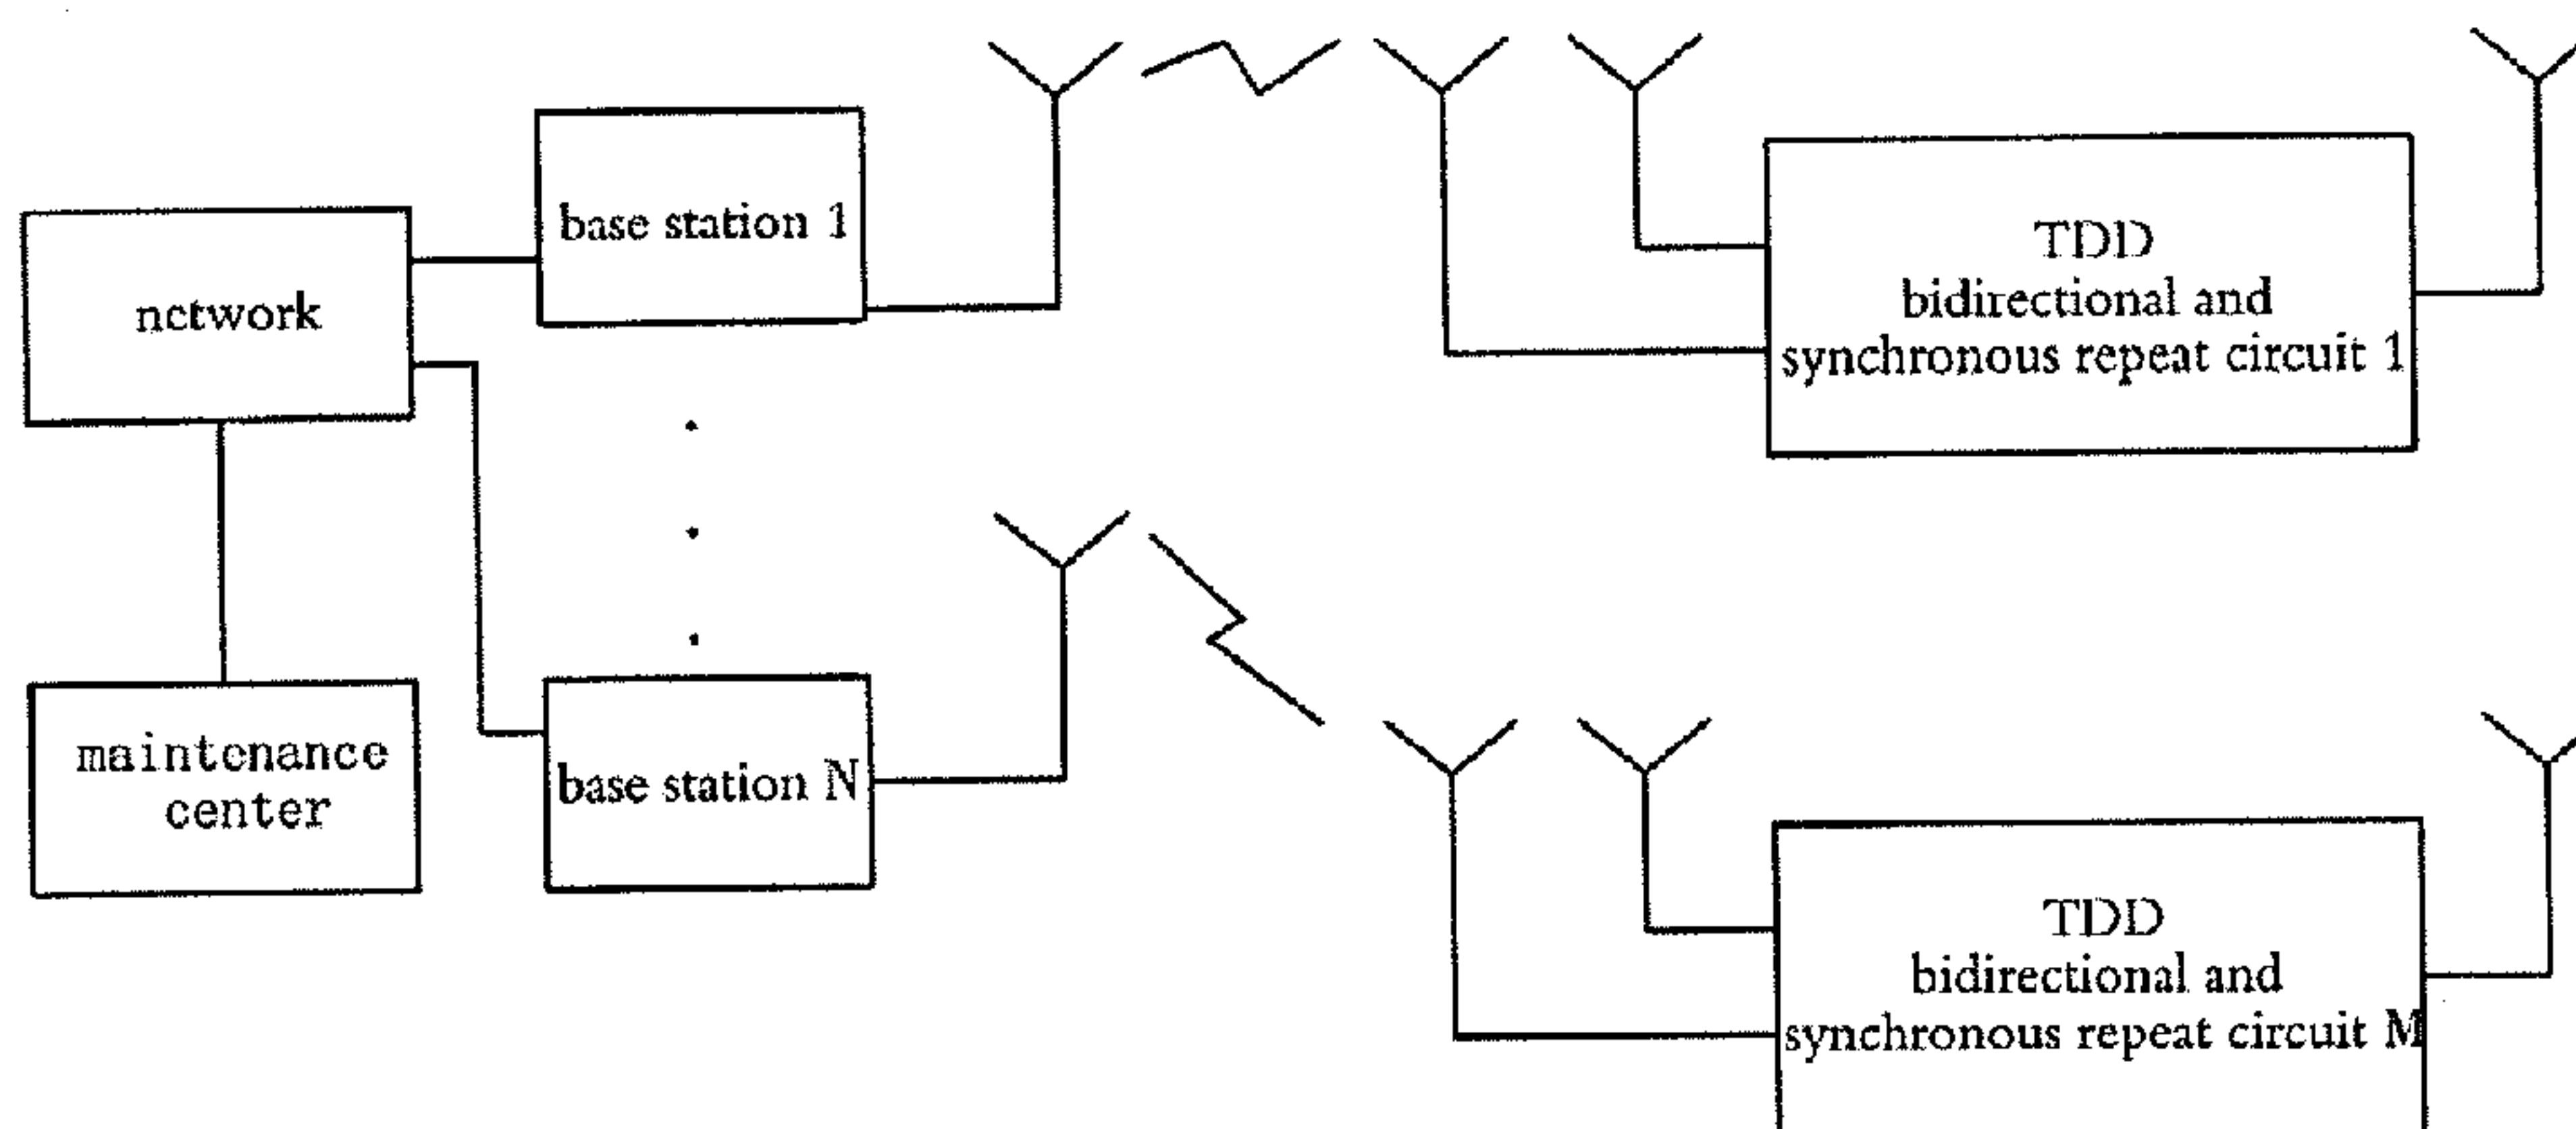 base station 1
network
TDD
bidirectional and
synchronous repeat circuit 1
maintenance
center
base station N
TDD
bidirectional and
synchronous repeat circuit M